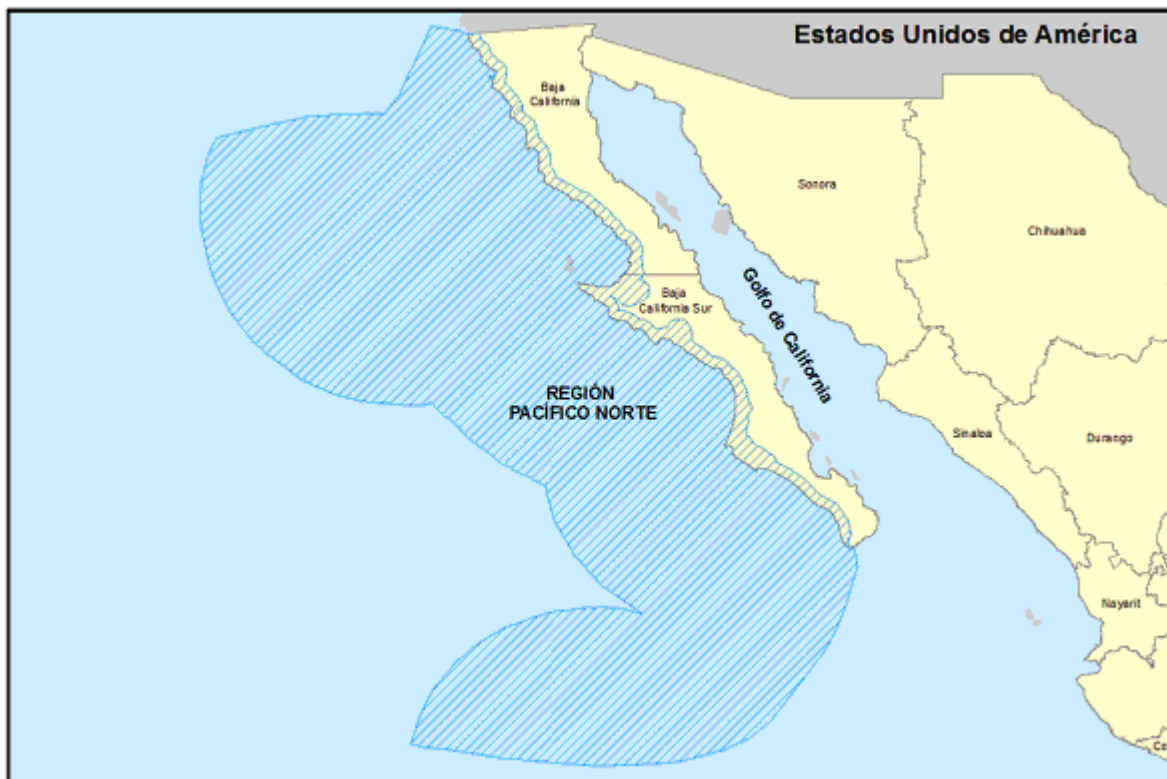 Estados Unidos de América
Baja
California
Sonora
Chihuahua
Golfo de California
Baja
California Sur
REGIÓN
PACÍFICO NORTE
Sinaloa
Durango
Nayarit
Co